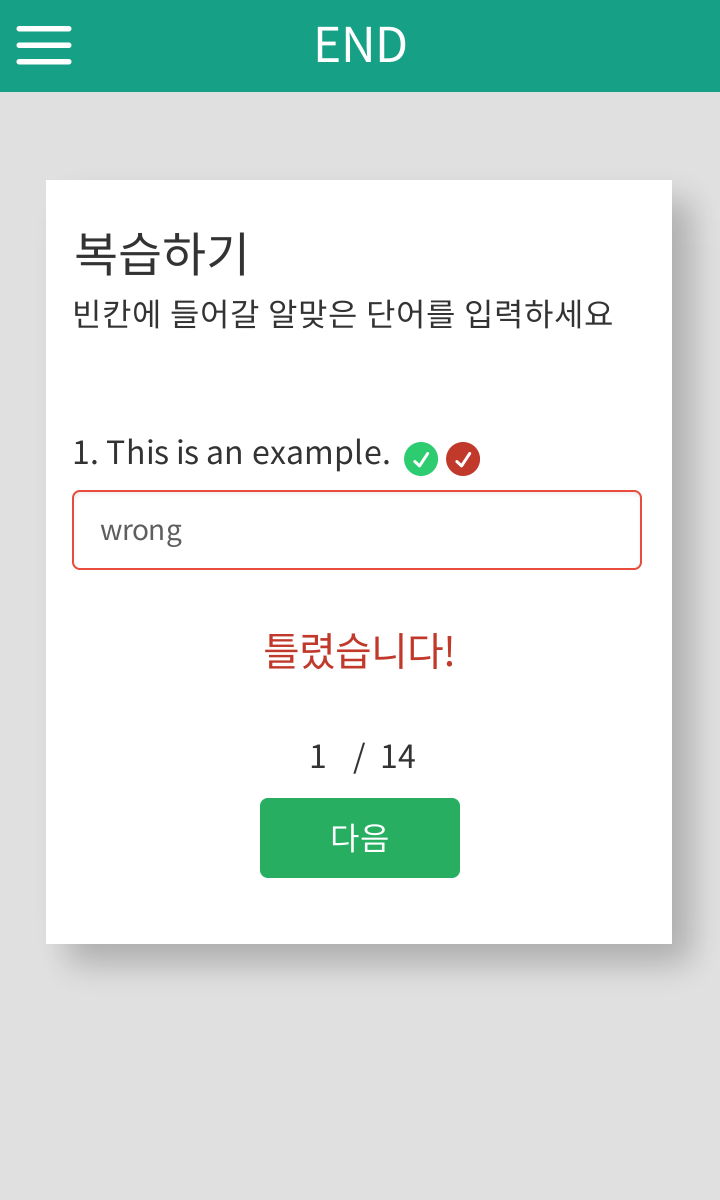 END
복습하기
빈칸에 들어갈 알맞은 단어를 입력하세요
1. This is an example.
wrong
틀렸습니다!
1 / 14
다음